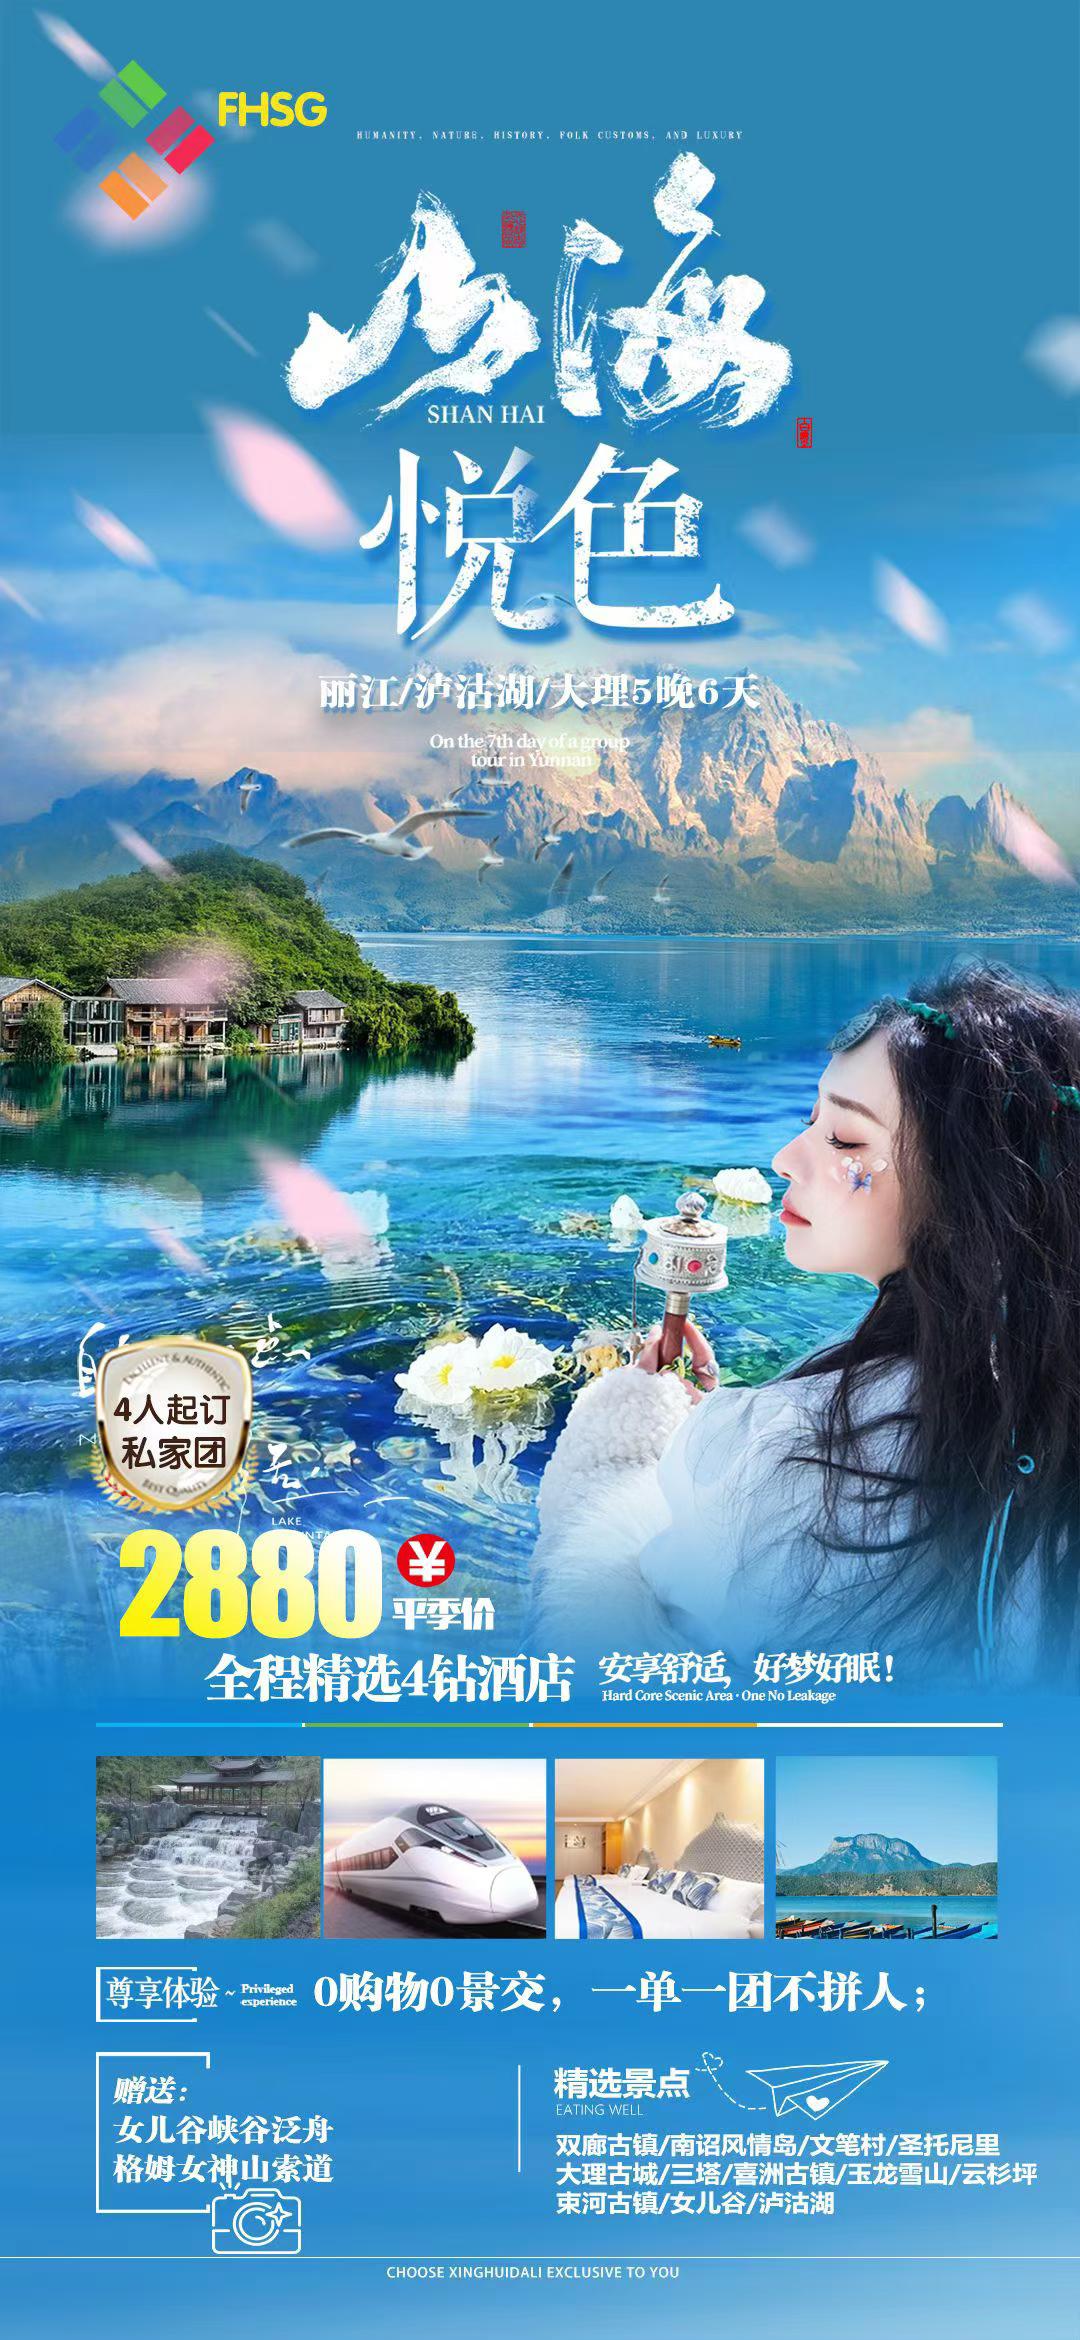 FHSG
HUMANITY, NATURE, HISTORY, FOLK CUSTOMS, AND LUXURY
山海
SHAN HAI
悦色
丽江/泸沽湖/大理5晚6天
On the 7th day of a group
tour in Yunnan
EXCELLENT & AUTHENTIC
4人起订
私家团
BEST QUALITY
LAKE
2880 ¥
平季价
全程精选4钻酒店 安享舒适，好梦好眠！
Hard Core Scenic Area · One No Leakage
尊享体验 ~ Privileged
experience
0购物0景交，一单一团不拼人；
赠送：
女儿谷峡谷泛舟
格姆女神山索道
精选景点
EATING WELL
双廊古镇/南诏风情岛/文笔村/圣托尼里
大理古城/三塔/喜洲古镇/玉龙雪山/云杉坪
束河古镇/女儿谷/泸沽湖
CHOOSE XINGHUIDALI EXCLUSIVE TO YOU